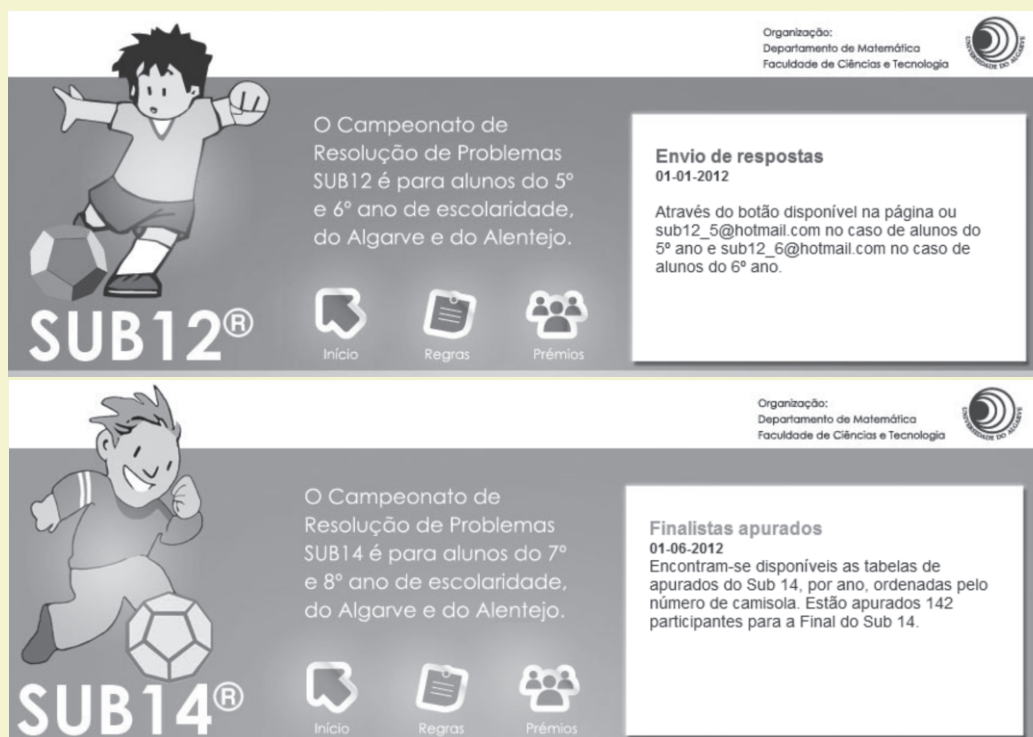 Organização:
Departamento de Matemática
Faculdade de Ciências e Tecnologia
UNIVERSIDADE DO ALGARVE
O Campeonato de
Resolução de Problemas
SUB12 é para alunos do 5º
e 6º ano de escolaridade,
do Algarve e do Alentejo.
Envio de respostas
01-01-2012
Através do botão disponível na página ou
sub12_5@hotmail.com no caso de alunos do
5º ano e sub12_6@hotmail.com no caso de
alunos do 6º ano.
SUB12®
Início
Regras
Prémios
Organização:
Departamento de Matemática
Faculdade de Ciências e Tecnologia
UNIVERSIDADE DO ALGARVE
O Campeonato de
Resolução de Problemas
SUB14 é para alunos do 7º
e 8º ano de escolaridade,
do Algarve e do Alentejo.
Finalistas apurados
01-06-2012
Encontram-se disponíveis as tabelas de
apurados do Sub 14, por ano, ordenadas pelo
número de camisola. Estão apurados 142
participantes para a Final do Sub 14.
SUB14®
Início
Regras
Prémios